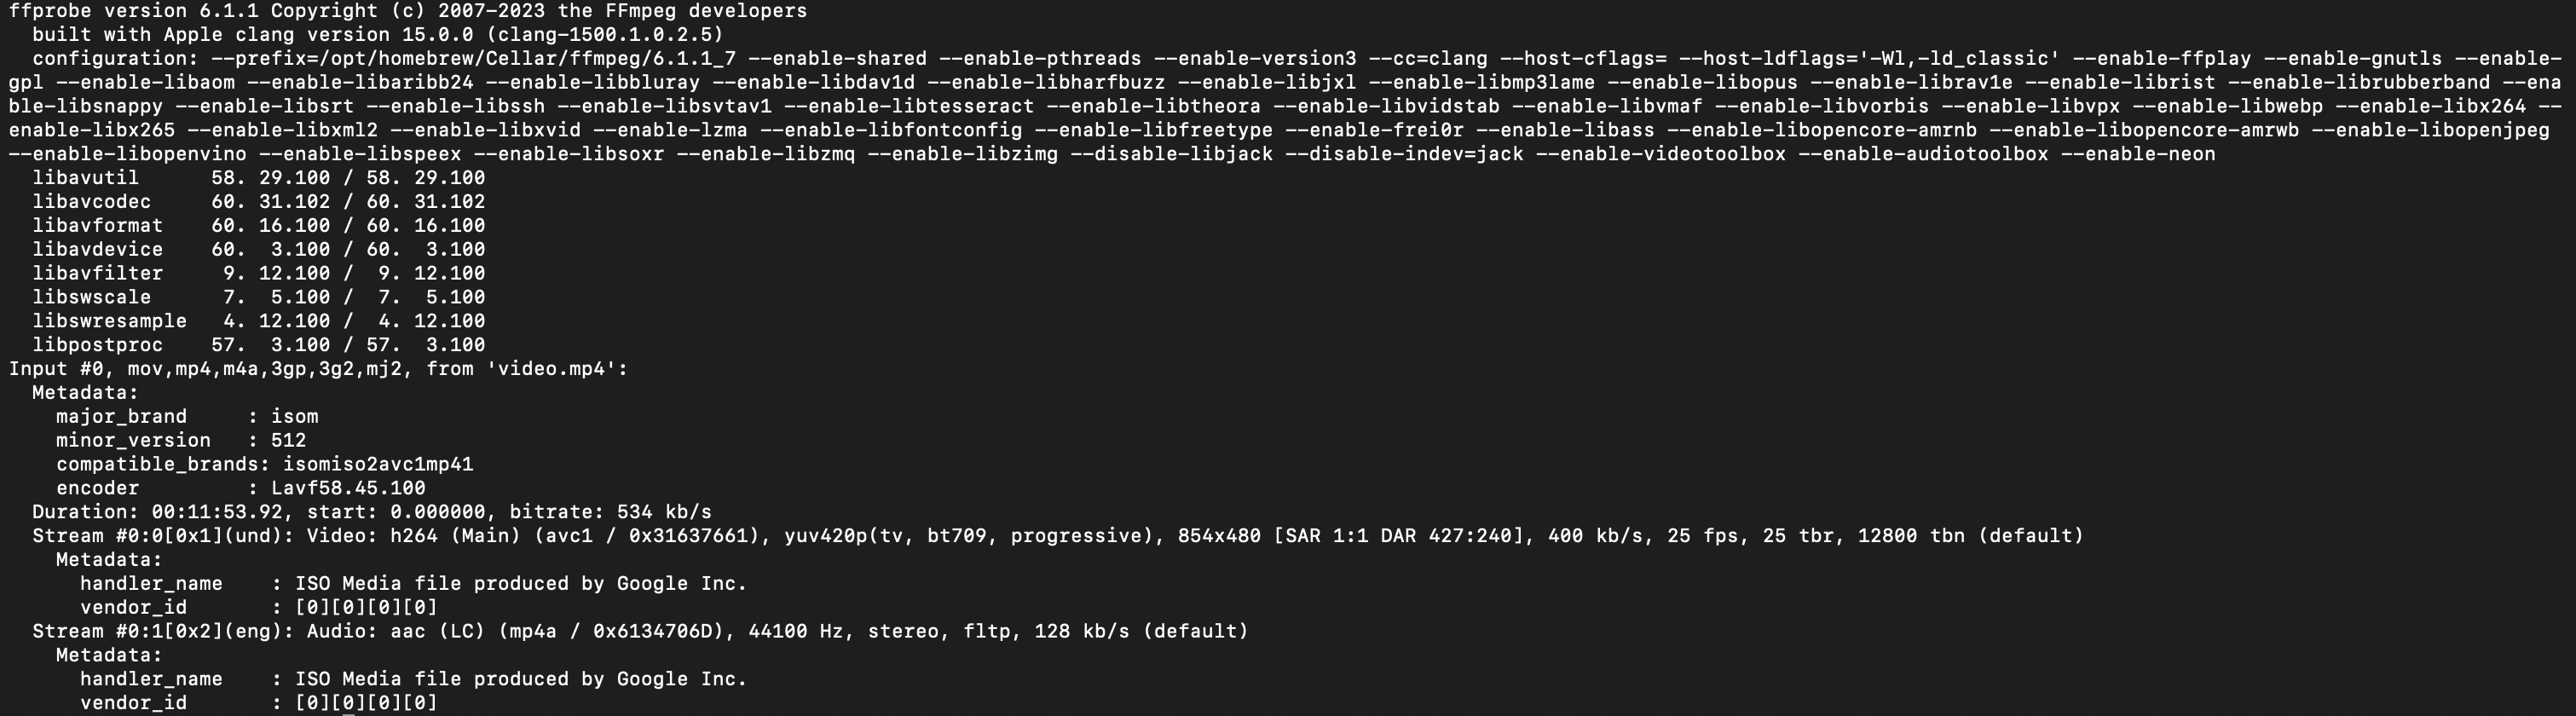 ffprobe version 6.1.1 Copyright (c) 2007-2023 the FFmpeg developers
  built with Apple clang version 15.0.0 (clang-1500.1.0.2.5)
  configuration: --prefix=/opt/homebrew/Cellar/ffmpeg/6.1.1_7 --enable-shared --enable-pthreads --enable-version3 --cc=clang --host-cflags= --host-ldflags='-Wl,-ld_classic' --enable-ffplay --enable-gnutls --enable-
gpl --enable-libaom --enable-libaribb24 --enable-libbluray --enable-libdav1d --enable-libharfbuzz --enable-libjxl --enable-libmp3lame --enable-libopus --enable-librav1e --enable-librist --enable-librubberband --ena
ble-libsnappy --enable-libsrt --enable-libssh --enable-libsvtav1 --enable-libtesseract --enable-libtheora --enable-libvidstab --enable-libvmaf --enable-libvorbis --enable-libvpx --enable-libwebp --enable-libx264 --
enable-libx265 --enable-libxml2 --enable-libxvid --enable-lzma --enable-libfontconfig --enable-libfreetype --enable-frei0r --enable-libass --enable-libopencore-amrnb --enable-libopencore-amrwb --enable-libopenjpeg
--enable-libopenvino --enable-libspeex --enable-libsoxr --enable-libzmq --enable-libzimg --disable-libjack --disable-indev=jack --enable-videotoolbox --enable-audiotoolbox --enable-neon
  libavutil      58. 29.100 / 58. 29.100
  libavcodec     60. 31.102 / 60. 31.102
  libavformat    60. 16.100 / 60. 16.100
  libavdevice    60.  3.100 / 60.  3.100
  libavfilter     9. 12.100 /  9. 12.100
  libswscale      7.  5.100 /  7.  5.100
  libswresample   4. 12.100 /  4. 12.100
  libpostproc    57.  3.100 / 57.  3.100
Input #0, mov,mp4,m4a,3gp,3g2,mj2, from 'video.mp4':
  Metadata:
    major_brand     : isom
    minor_version   : 512
    compatible_brands: isomiso2avc1mp41
    encoder         : Lavf58.45.100
  Duration: 00:11:53.92, start: 0.000000, bitrate: 534 kb/s
  Stream #0:0[0x1](und): Video: h264 (Main) (avc1 / 0x31637661), yuv420p(tv, bt709, progressive), 854x480 [SAR 1:1 DAR 427:240], 400 kb/s, 25 fps, 25 tbr, 12800 tbn (default)
    Metadata:
      handler_name    : ISO Media file produced by Google Inc.
      vendor_id       : [0][0][0][0]
  Stream #0:1[0x2](eng): Audio: aac (LC) (mp4a / 0x6134706D), 44100 Hz, stereo, fltp, 128 kb/s (default)
    Metadata:
      handler_name    : ISO Media file produced by Google Inc.
      vendor_id       : [0][0][0][0]